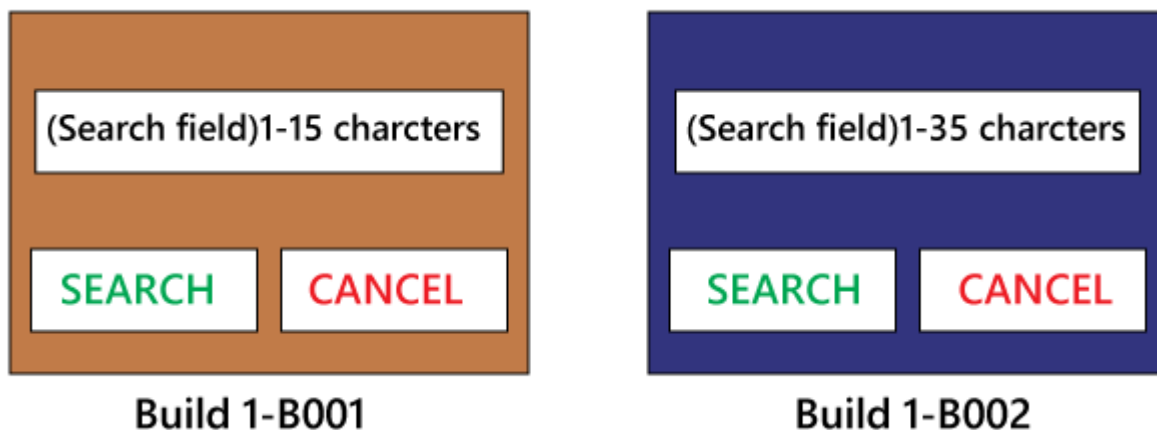 (Search field)1-15 charcters
SEARCH
CANCEL
Build 1-B001
(Search field)1-35 charcters
SEARCH
CANCEL
Build 1-B002